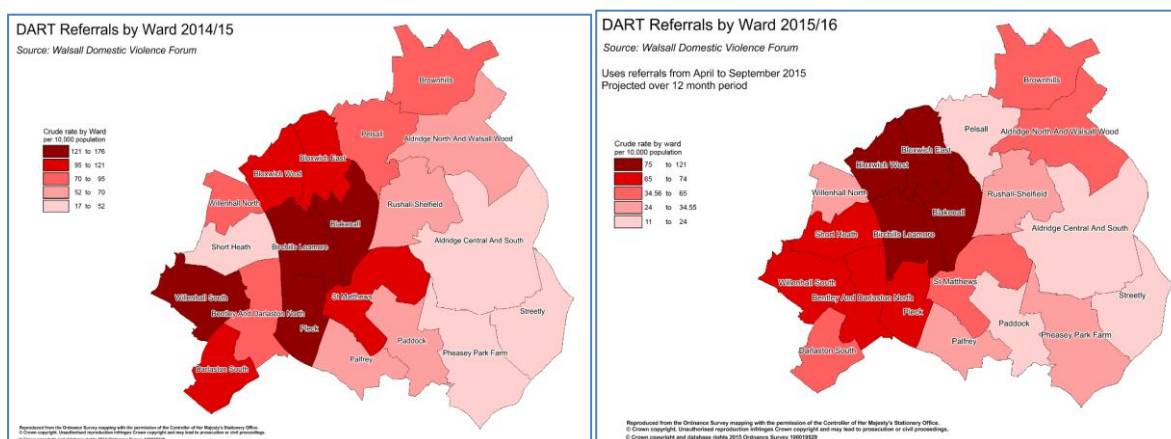 DART Referrals by Ward 2014/15
Source: Walsall Domestic Violence Forum
Crude rate by Ward
per 10,000 population
121 to 176
95 to 121
70 to 95
52 to 70
17 to 52
Brownhills
Pelsall
Aldridge North And Walsall Wood
Bloxwich East
Bloxwich West
Willenhall North
Rushall-Shelfield
Blakenall
Short Heath
Birchills Leamore
Aldridge Central And South
Willenhall South
St Matthews
Bentley And Darlaston North
Streetly
Pleck
Paddock
Pheasey Park Farm
Palfrey
Darlaston South
Reproduced from the Ordnance Survey mapping with the permission of the Controller of Her Majesty's Stationery Office.
© Crown copyright. Unauthorised reproduction infringes Crown copyright and may lead to prosecution or civil proceedings.
DART Referrals by Ward 2015/16
Source: Walsall Domestic Violence Forum
Uses referrals from April to September 2015
Projected over 12 month period
Crude rate by ward
per 10,000 population
75 to 121
65 to 74
34.56 to 65
24 to 34.55
11 to 24
Brownhills
Pelsall
Aldridge North And Walsall Wood
Bloxwich East
Bloxwich West
Willenhall North
Rushall-Shelfield
Blakenall
Short Heath
Birchills Leamore
Aldridge Central And South
Willenhall South
St Matthews
Bentley And Darlaston North
Streetly
Pleck
Paddock
Pheasey Park Farm
Palfrey
Darlaston South
Reproduced from the Ordnance Survey mapping with the permission of the Controller of Her Majesty's Stationery Office.
© Crown copyright. Unauthorised reproduction infringes Crown copyright and may lead to prosecution or civil proceedings.
© Crown copyright and database rights 2015 Ordnance Survey 100019529